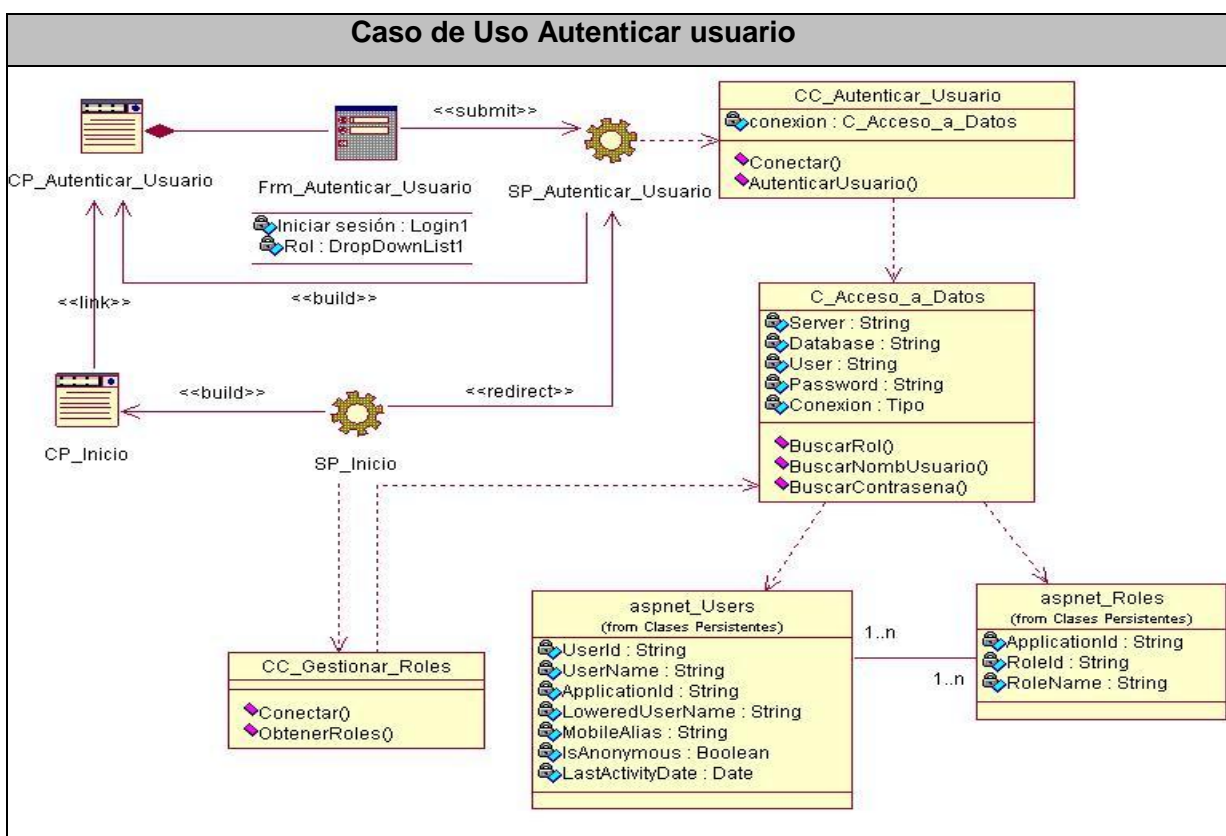 Caso de Uso Autenticar usuario
CP_Autenticar_Usuario
Frm_Autenticar_Usuario
Iniciar sesión : Login1
Rol : DropDownList1
<<submit>>
SP_Autenticar_Usuario
CC_Autenticar_Usuario
conexion : C_Acceso_a_Datos
Conectar()
AutenticarUsuario()
<<link>>
<<build>>
C_Acceso_a_Datos
Server : String
Database : String
User : String
Password : String
Conexion : Tipo
BuscarRol()
BuscarNombUsuario()
BuscarContrasena()
CP_Inicio
<<build>>
SP_Inicio
<<redirect>>
CC_Gestionar_Roles
Conectar()
ObtenerRoles()
aspnet_Users
(from Clases Persistentes)
UserId : String
UserName : String
ApplicationId : String
LoweredUserName : String
MobileAlias : String
IsAnonymous : Boolean
LastActivityDate : Date
1..n
1..n
aspnet_Roles
(from Clases Persistentes)
ApplicationId : String
RoleId : String
RoleName : String